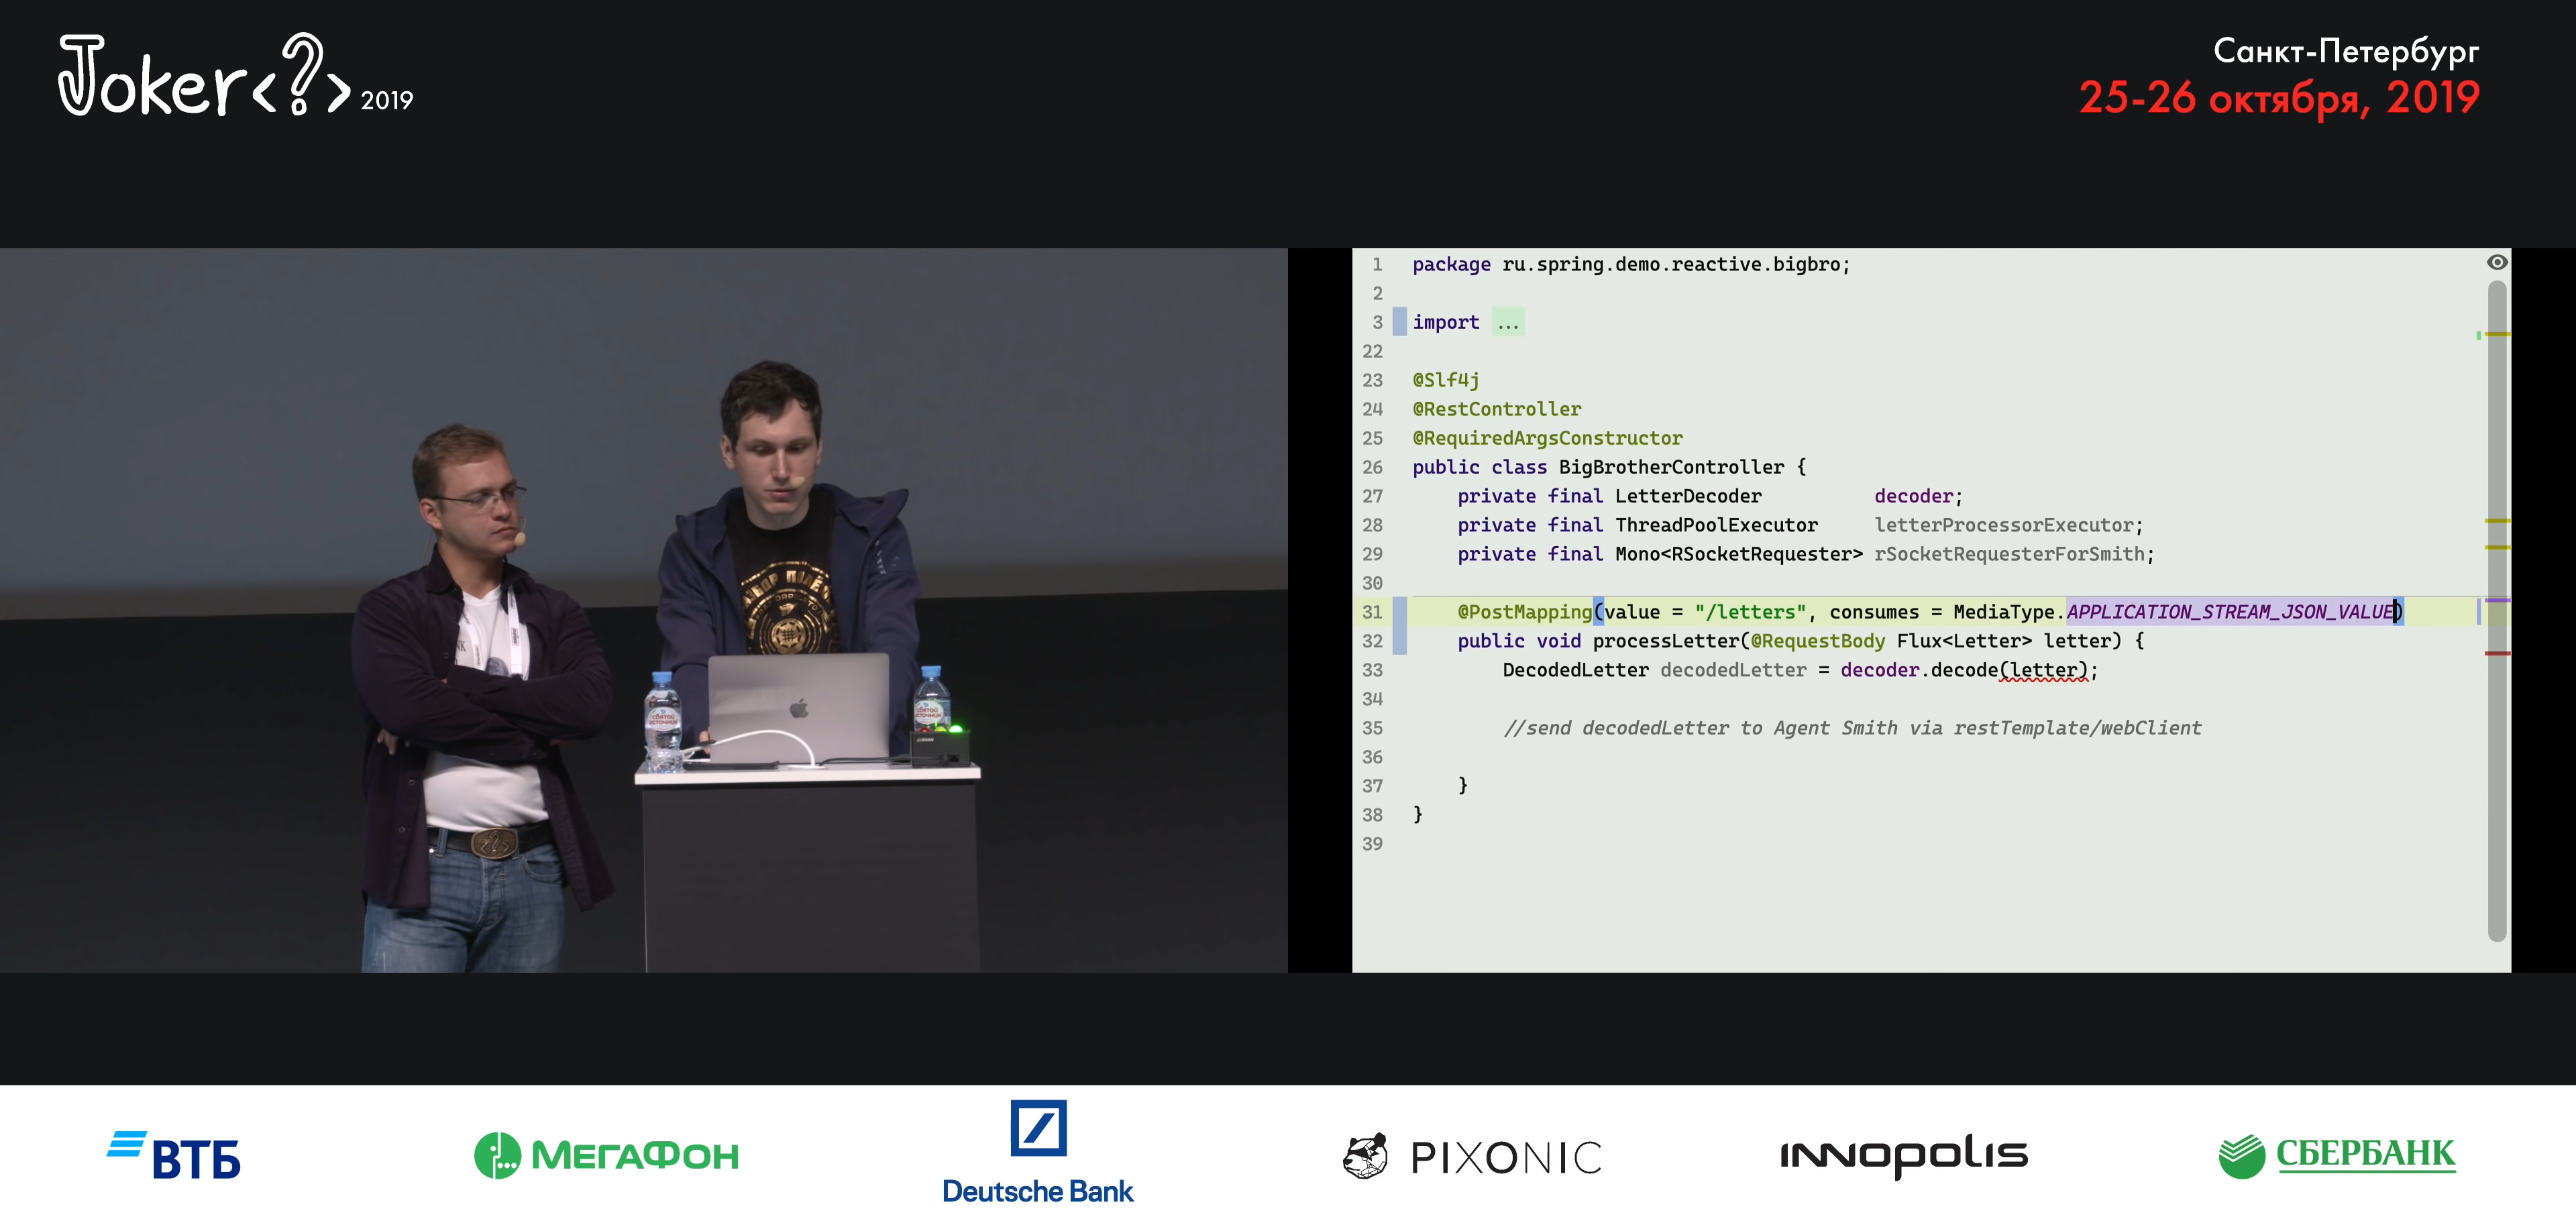 Joker<?> 2019
Санкт-Петербург
25-26 октября, 2019
1 package ru.spring.demo.reactive.bigbro;
2
3 import ...
22
23 @Slf4j
24 @RestController
25 @RequiredArgsConstructor
26 public class BigBrotherController {
27 private final LetterDecoder decoder;
28 private final ThreadPoolExecutor letterProcessorExecutor;
29 private final Mono<RSocketRequester> rSocketRequesterForSmith;
30
31 @PostMapping(value = "/letters", consumes = MediaType.APPLICATION_STREAM_JSON_VALUE)
32 public void processLetter(@RequestBody Flux<Letter> letter) {
33 DecodedLetter decodedLetter = decoder.decode(letter);
34
35 //send decodedLetter to Agent Smith via restTemplate/webClient
36
37 }
38 }
39
ВТБ
МЕГАФОН
Deutsche Bank
PIXONIC
INNOPOLIS
СБЕРБАНК